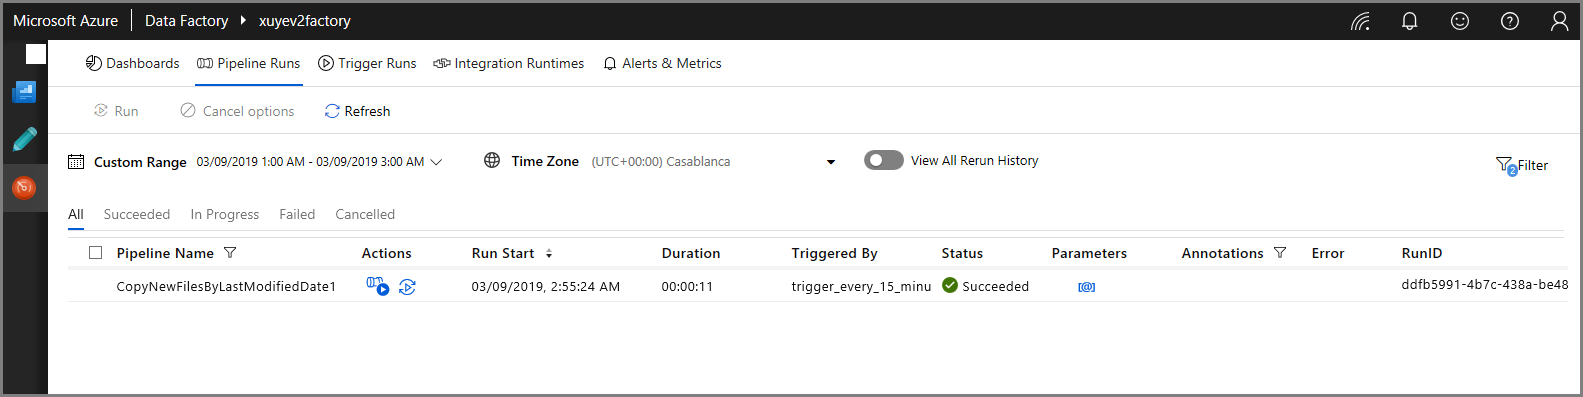 Microsoft Azure Data Factory xuyev2factory
Dashboards Pipeline Runs Trigger Runs Integration Runtimes Alerts & Metrics
Run Cancel options Refresh
Custom Range 03/09/2019 1:00 AM - 03/09/2019 3:00 AM Time Zone (UTC+00:00) Casablanca View All Rerun History 2 Filter
All Succeeded In Progress Failed Cancelled
Pipeline Name Actions Run Start Duration Triggered By Status Parameters Annotations Error RunID
CopyNewFilesByLastModifiedDate1 03/09/2019, 2:55:24 AM 00:00:11 trigger_every_15_minu Succeeded [@] ddfb5991-4b7c-438a-be48